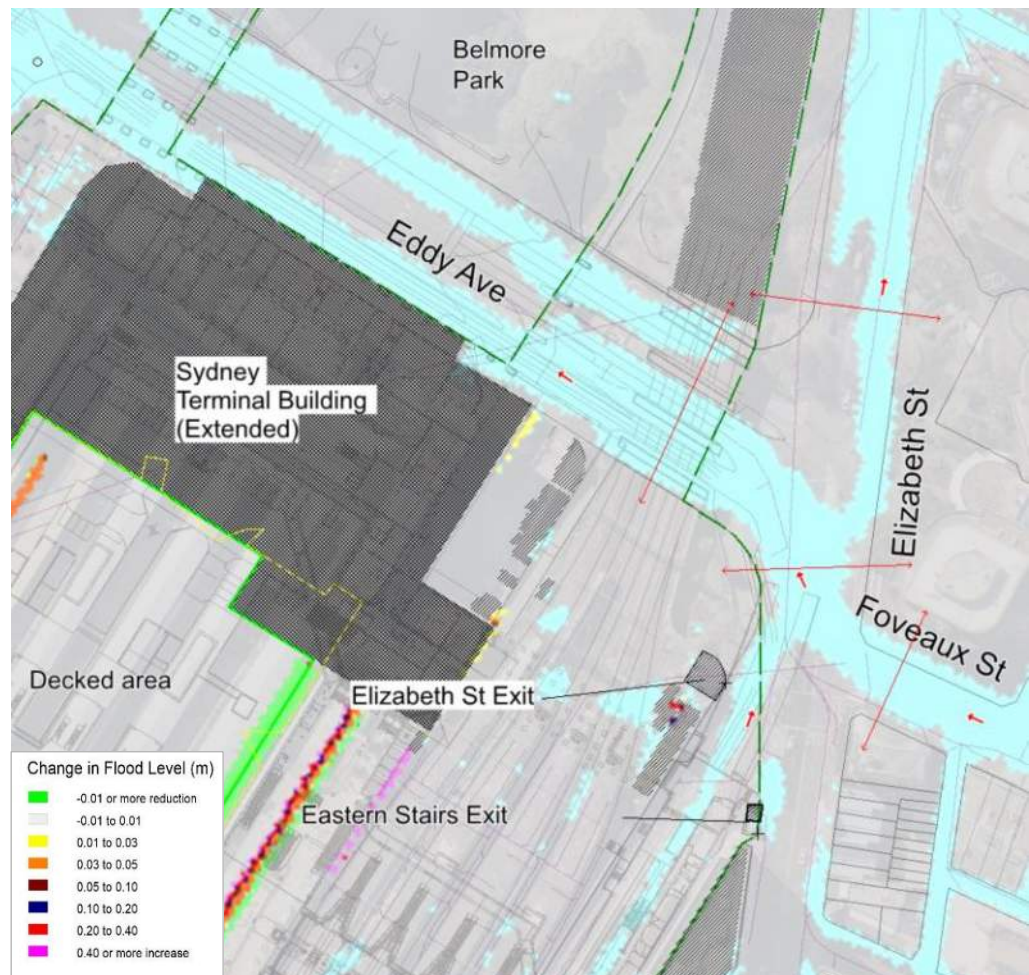 Belmore
Park
Eddy Ave
Sydney
Terminal Building
(Extended)
Elizabeth St
Foveaux St
Decked area
Elizabeth St Exit
Eastern Stairs Exit
Change in Flood Level (m)
-0.01 or more reduction
-0.01 to 0.01
0.01 to 0.03
0.03 to 0.05
0.05 to 0.10
0.10 to 0.20
0.20 to 0.40
0.40 or more increase